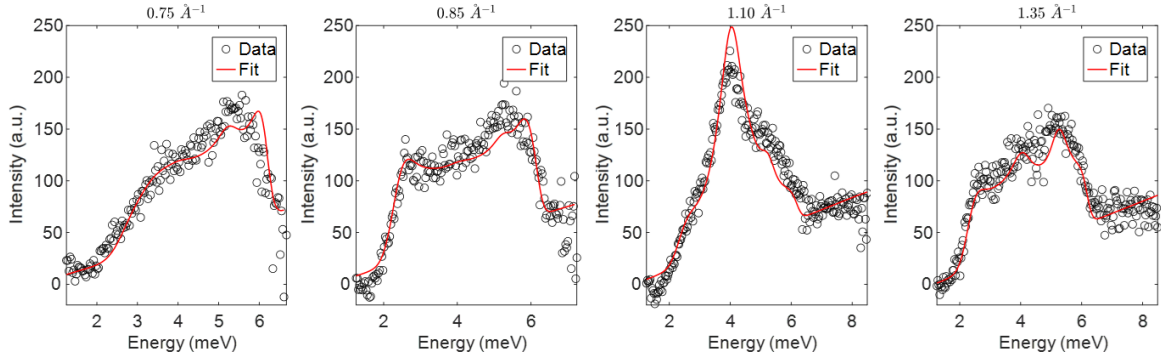 0.75 Å⁻¹
250
200
150
100
50
0
Intensity (a.u.)
2 3 4 5 6
Energy (meV)
Data
Fit
0.85 Å⁻¹
250
200
150
100
50
0
Intensity (a.u.)
2 4 6
Energy (meV)
Data
Fit
1.10 Å⁻¹
250
200
150
100
50
0
Intensity (a.u.)
2 4 6 8
Energy (meV)
Data
Fit
1.35 Å⁻¹
250
200
150
100
50
0
Intensity (a.u.)
2 4 6 8
Energy (meV)
Data
Fit